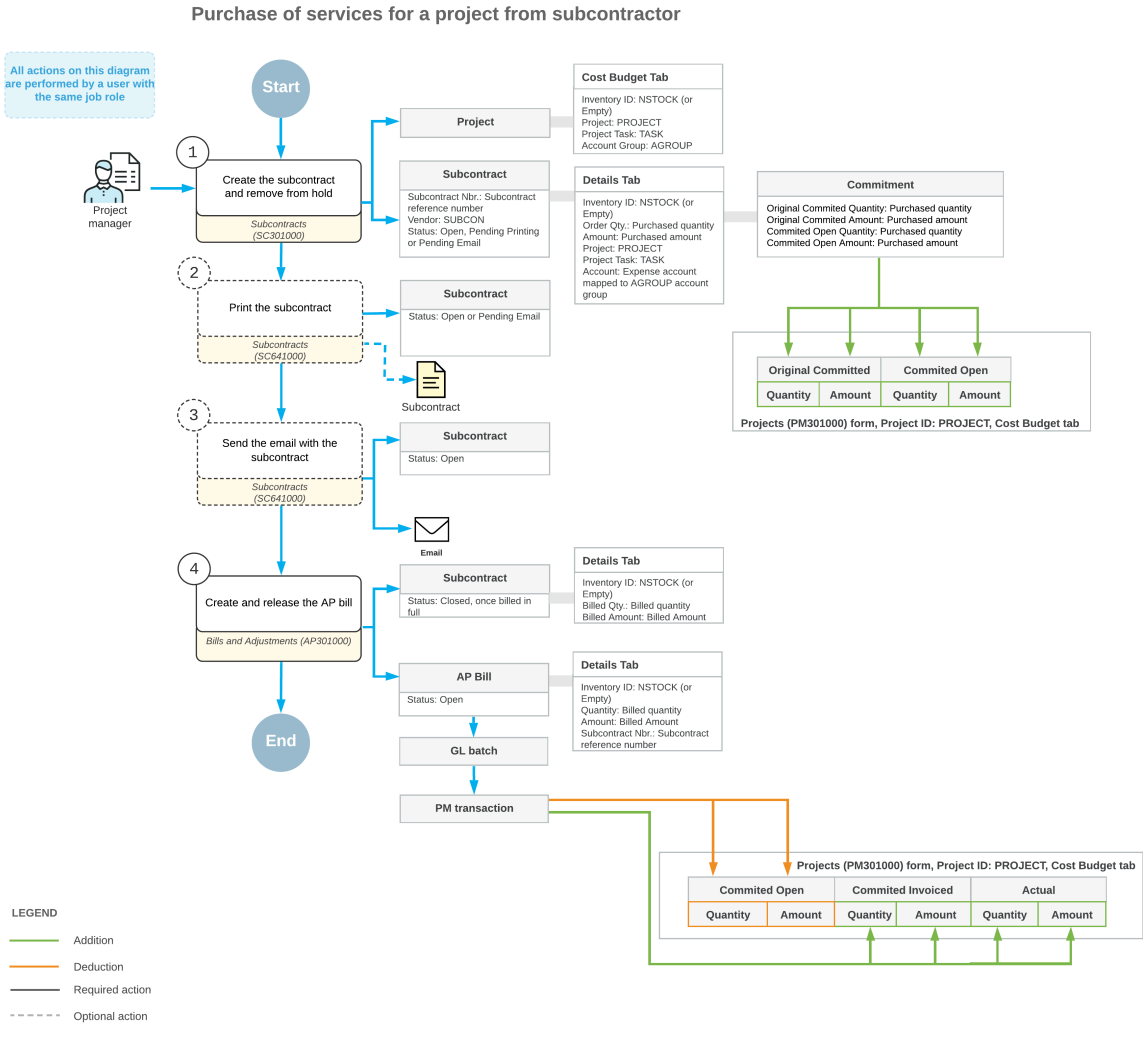 Purchase of services for a project from subcontractor
All actions on this diagram
are performed by a user with
the same job role
Start
Project
manager
1
Create the subcontract
and remove from hold
Subcontracts
(SC301000)
Project
Cost Budget Tab
Inventory ID: NSTOCK (or
Empty)
Project: PROJECT
Project Task: TASK
Account Group: AGROUP
Subcontract
Subcontract Nbr.: Subcontract
reference number
Vendor: SUBCON
Status: Open, Pending Printing
or Pending Email
Details Tab
Inventory ID: NSTOCK (or
Empty)
Order Qty.: Purchased quantity
Amount: Purchased amount
Project: PROJECT
Project Task: TASK
Account: Expense account
mapped to AGROUP account
group
Commitment
Original Commited Quantity: Purchased quantity
Original Commited Amount: Purchased amount
Commited Open Quantity: Purchased quantity
Commited Open Amount: Purchased amount
2
Print the subcontract
Subcontracts
(SC641000)
Subcontract
Status: Open or Pending Email
Subcontract
Original Committed
Commited Open
Quantity
Amount
Quantity
Amount
Projects (PM301000) form, Project ID: PROJECT, Cost Budget tab
3
Send the email with the
subcontract
Subcontracts
(SC641000)
Subcontract
Status: Open
Email
4
Create and release the AP bill
Bills and Adjustments (AP301000)
Subcontract
Status: Closed, once billed in
full
Details Tab
Inventory ID: NSTOCK (or
Empty)
Billed Qty.: Billed quantity
Billed Amount: Billed Amount
AP Bill
Status: Open
Details Tab
Inventory ID: NSTOCK (or
Empty)
Quantity: Billed quantity
Amount: Billed Amount
Subcontract Nbr.: Subcontract
reference number
End
GL batch
PM transaction
Projects (PM301000) form, Project ID: PROJECT, Cost Budget tab
Commited Open
Commited Invoiced
Actual
Quantity
Amount
Quantity
Amount
Quantity
Amount
LEGEND
Addition
Deduction
Required action
Optional action